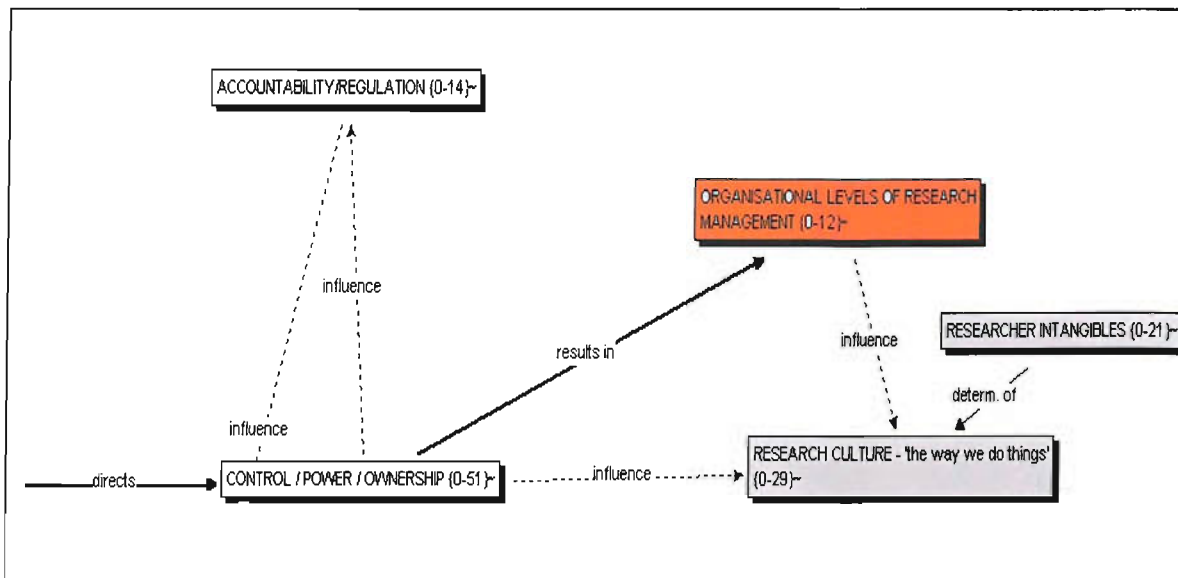 ACCOUNTABILITY/REGULATION {0-14}~
ORGANISATIONAL LEVELS OF RESEARCH
MANAGEMENT {0-12}~
influence
RESEARCHER INTANGIBLES {0-21}~
influence
results in
determ. of
influence
RESEARCH CULTURE - 'the way we do things'
{0-29}~
directs
CONTROL / POWER / OWNERSHIP {0-51}~
influence